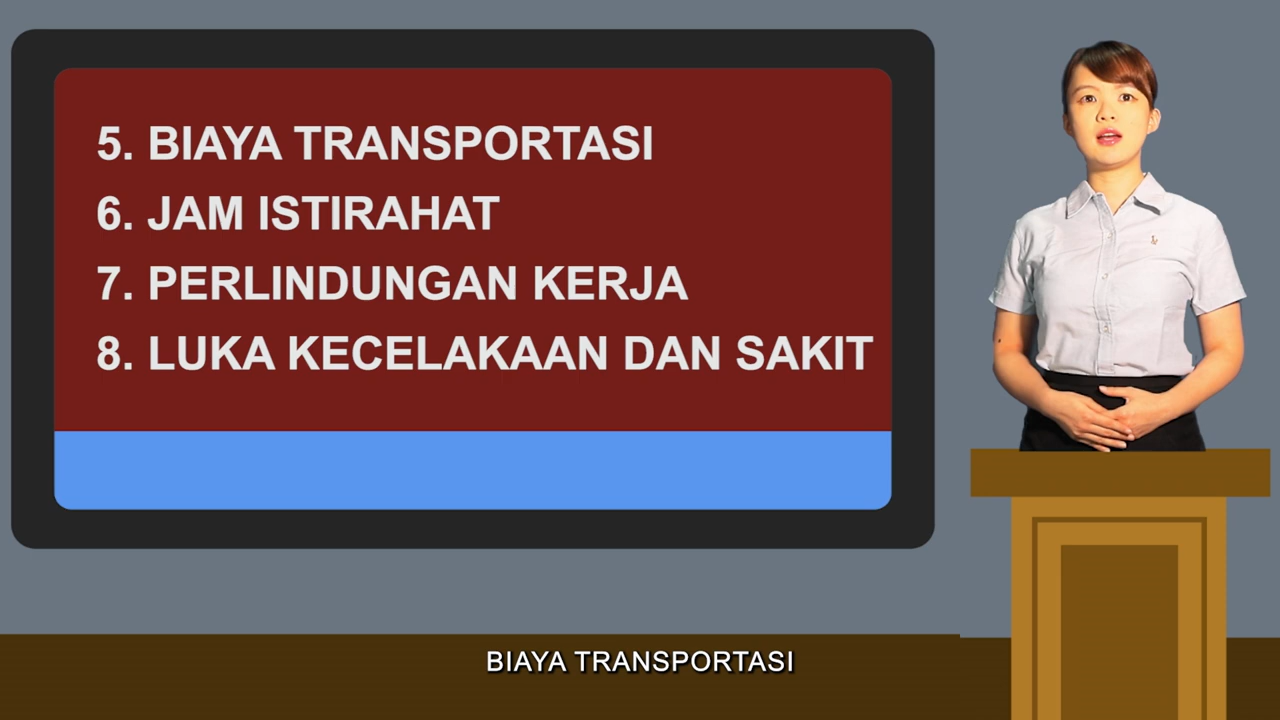 5. BIAYA TRANSPORTASI
6. JAM ISTIRAHAT
7. PERLINDUNGAN KERJA
8. LUKA KECELAKAAN DAN SAKIT
BIAYA TRANSPORTASI